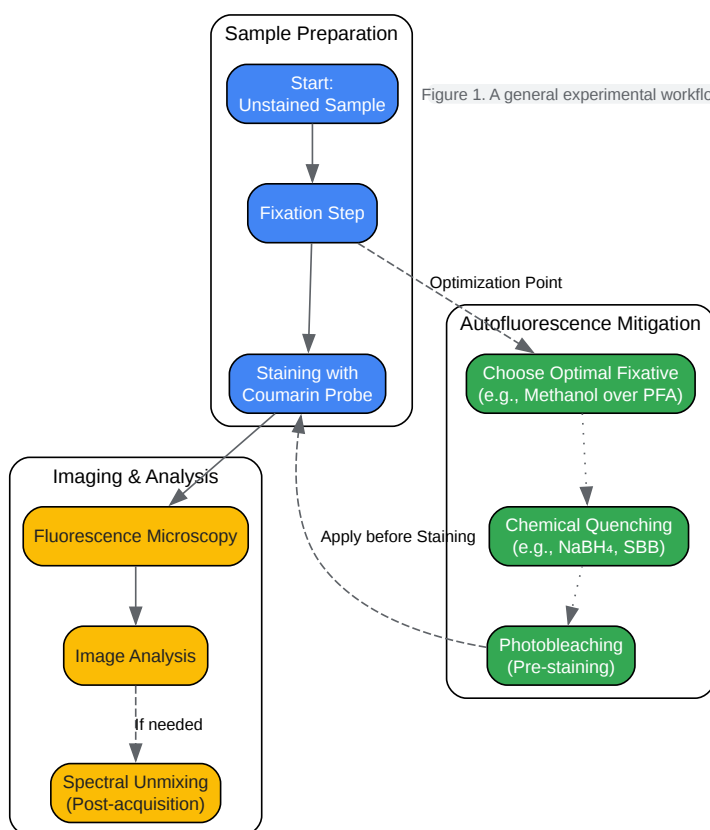 Sample Preparation
Start:
Unstained Sample
Figure 1. A general experimental workflo
Fixation Step
Optimization Point
Autofluorescence Mitigation
Staining with
Coumarin Probe
Choose Optimal Fixative
(e.g., Methanol over PFA)
Imaging & Analysis
Fluorescence Microscopy
Apply before Staining
Chemical Quenching
(e.g., NaBH₄, SBB)
Image Analysis
Photobleaching
(Pre-staining)
If needed
Spectral Unmixing
(Post-acquisition)